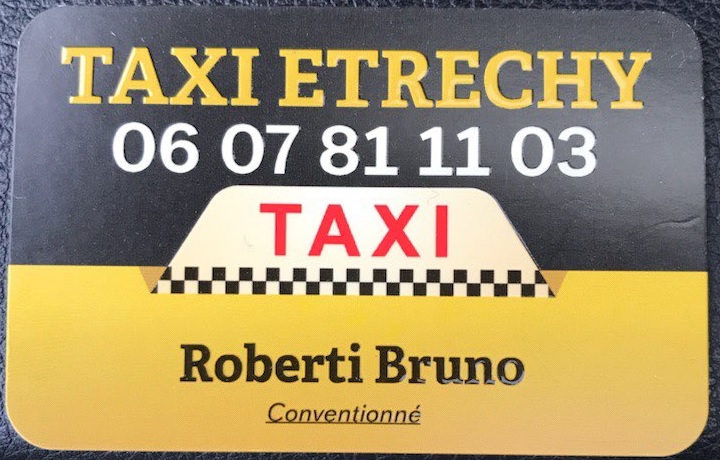 TAXI ETRECHY
06 07 81 11 03
TAXI
Roberti Bruno
Conventionné